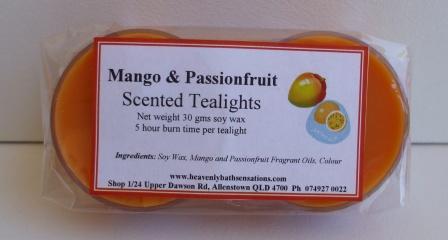 Mango & Passionfruit
Scented Tealights
Net weight 30 gms soy wax
5 hour burn time per tealight
Ingredients: Soy Wax, Mango and Passionfruit Fragrant Oils, Colour
www.heavenlybathsensations.com
Shop 1/24 Upper Dawson Rd, Allenstown QLD 4700 Ph 074927 0022